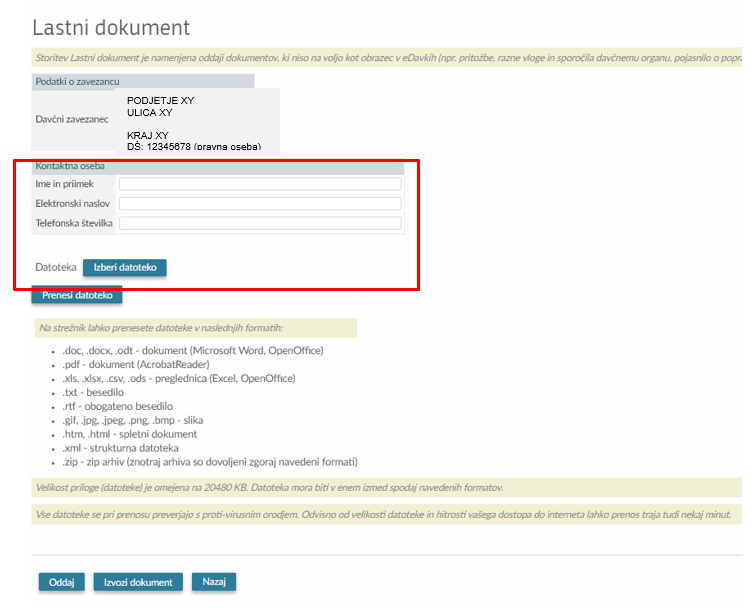 Lastni dokument
Storitev Lastni dokument je namenjena oddaji dokumentov, ki niso na voljo kot obrazec v eDavkih (npr. pritožbe, razne vloge in sporočila davčnemu organu, pojasnilo o popra
Podatki o zavezancu
Davčni zavezanec
PODJETJE XY
ULICA XY
KRAJ XY
DŠ: 12345678 (pravna oseba)
Kontaktna oseba
Ime in priimek
Elektronski naslov
Telefonska številka
Datoteka Izberi datoteko
Prenesi datoteko
Na strežnik lahko prenesete datoteke v naslednjih formatih:
• .doc, .docx, .odt - dokument (Microsoft Word, OpenOffice)
• .pdf - dokument (AcrobatReader)
• .xls, .xlsx, .csv, .ods - preglednica (Excel, OpenOffice)
• .txt - besedilo
• .rtf - obogateno besedilo
• .gif, .jpg, .jpeg, .png, .bmp - slika
• .htm, .html - spletni dokument
• .xml - strukturna datoteka
• .zip - zip arhiv (znotraj arhiva so dovoljeni zgoraj navedeni formati)
Velikost priloge (datoteke) je omejena na 20480 KB. Datoteka mora biti v enem izmed spodaj navedenih formatov.
Vse datoteke se pri prenosu preverjajo s proti-virusnim orodjem. Odvisno od velikosti datoteke in hitrosti vašega dostopa do interneta lahko prenos traja tudi nekaj minut.
Oddaj Izvozi dokument Nazaj